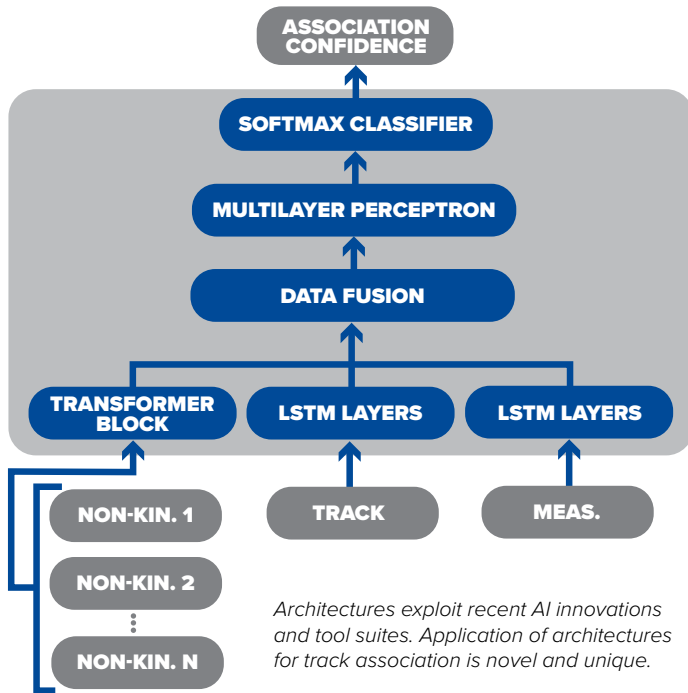 ASSOCIATION
CONFIDENCE
SOFTMAX CLASSIFIER
MULTILAYER PERCEPTRON
DATA FUSION
TRANSFORMER
BLOCK
LSTM LAYERS
LSTM LAYERS
NON-KIN. 1
TRACK
MEAS.
NON-KIN. 2
NON-KIN. N
Architectures exploit recent AI innovations
and tool suites. Application of architectures
for track association is novel and unique.